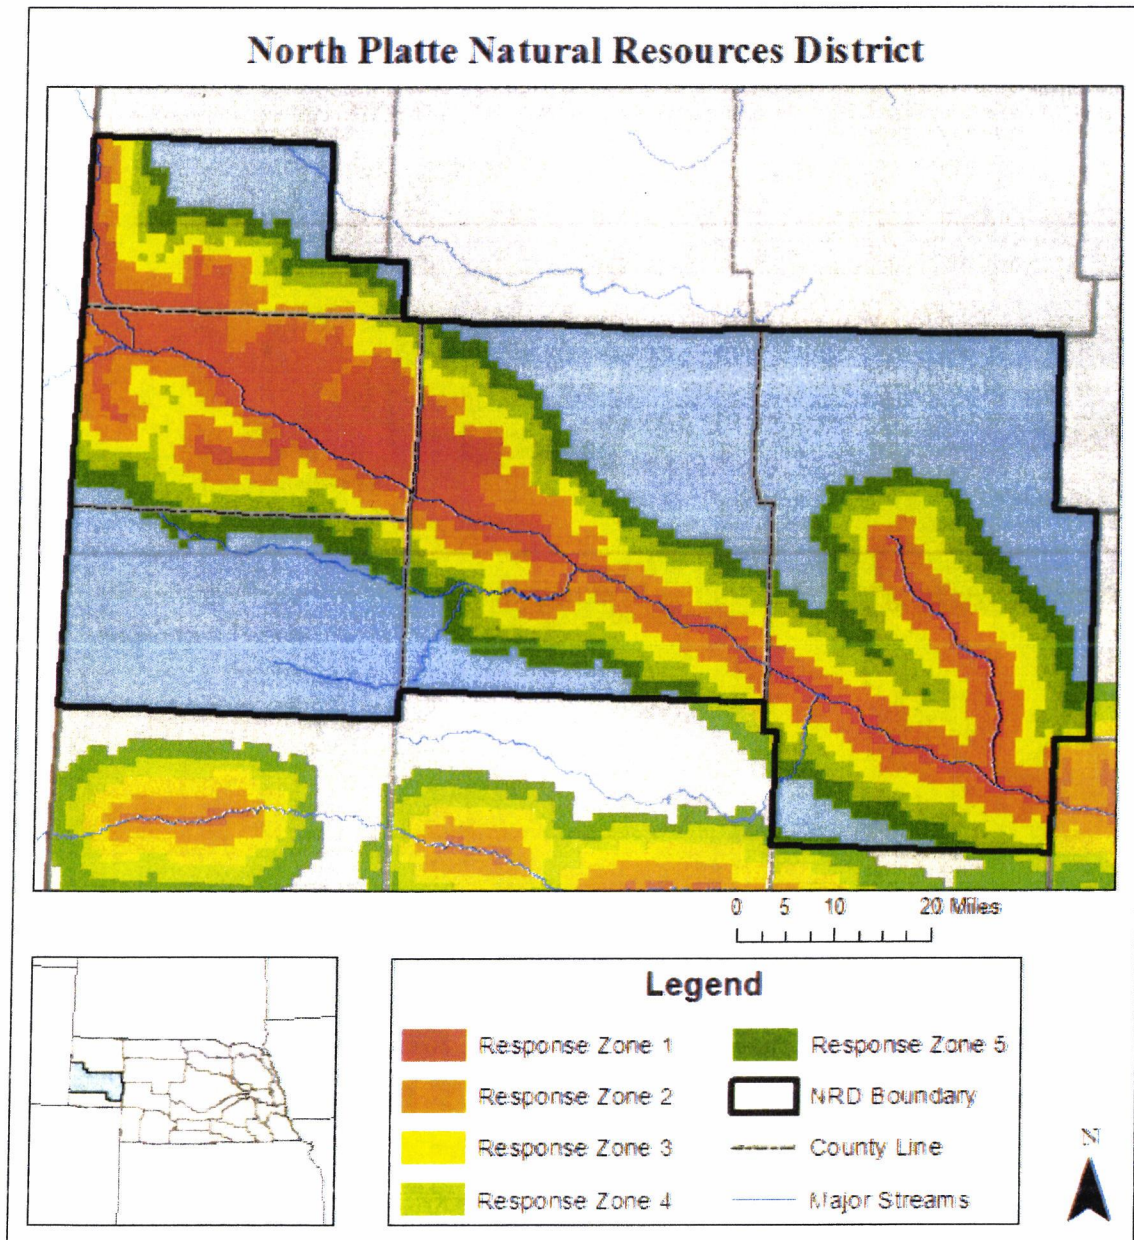 North Platte Natural Resources District
0 5 10 20 Miles
Legend
Response Zone 1
Response Zone 2
Response Zone 3
Response Zone 4
Response Zone 5
NRD Boundary
County Line
Major Streams
N